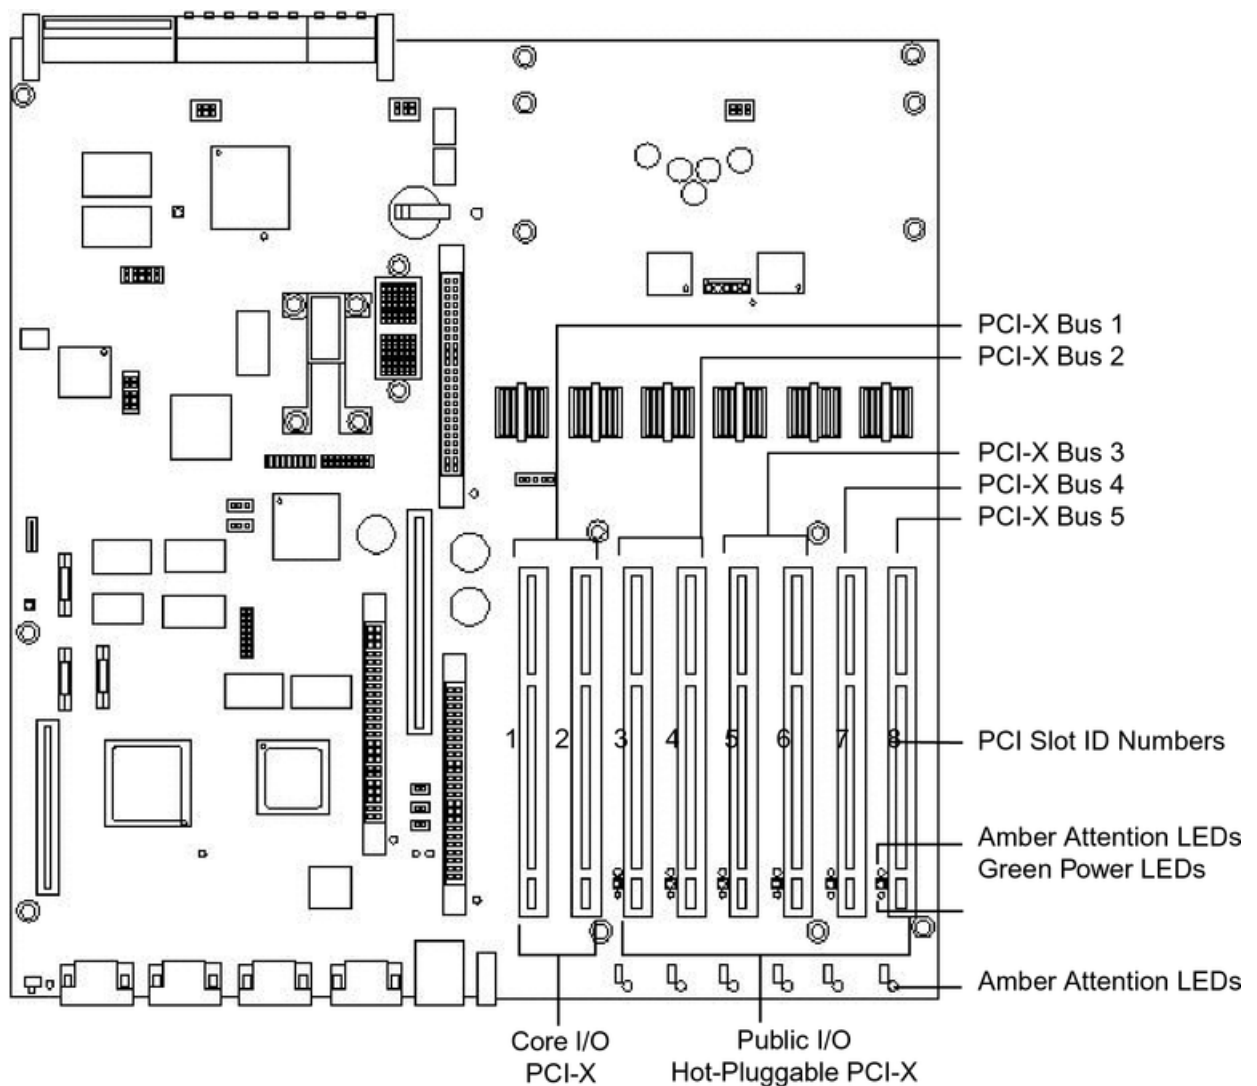 PCI-X Bus 1
PCI-X Bus 2
PCI-X Bus 3
PCI-X Bus 4
PCI-X Bus 5
1 2 3 4 5 6 7 8
PCI Slot ID Numbers
Amber Attention LEDs
Green Power LEDs
Amber Attention LEDs
Core I/O
PCI-X
Public I/O
Hot-Pluggable PCI-X